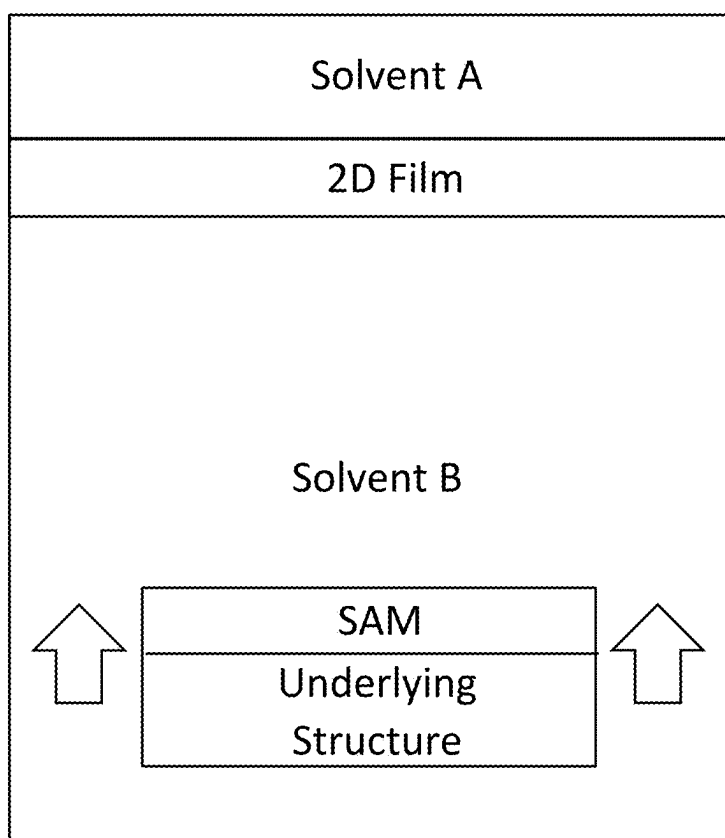 Solvent A
2D Film
Solvent B
SAM
Underlying
Structure